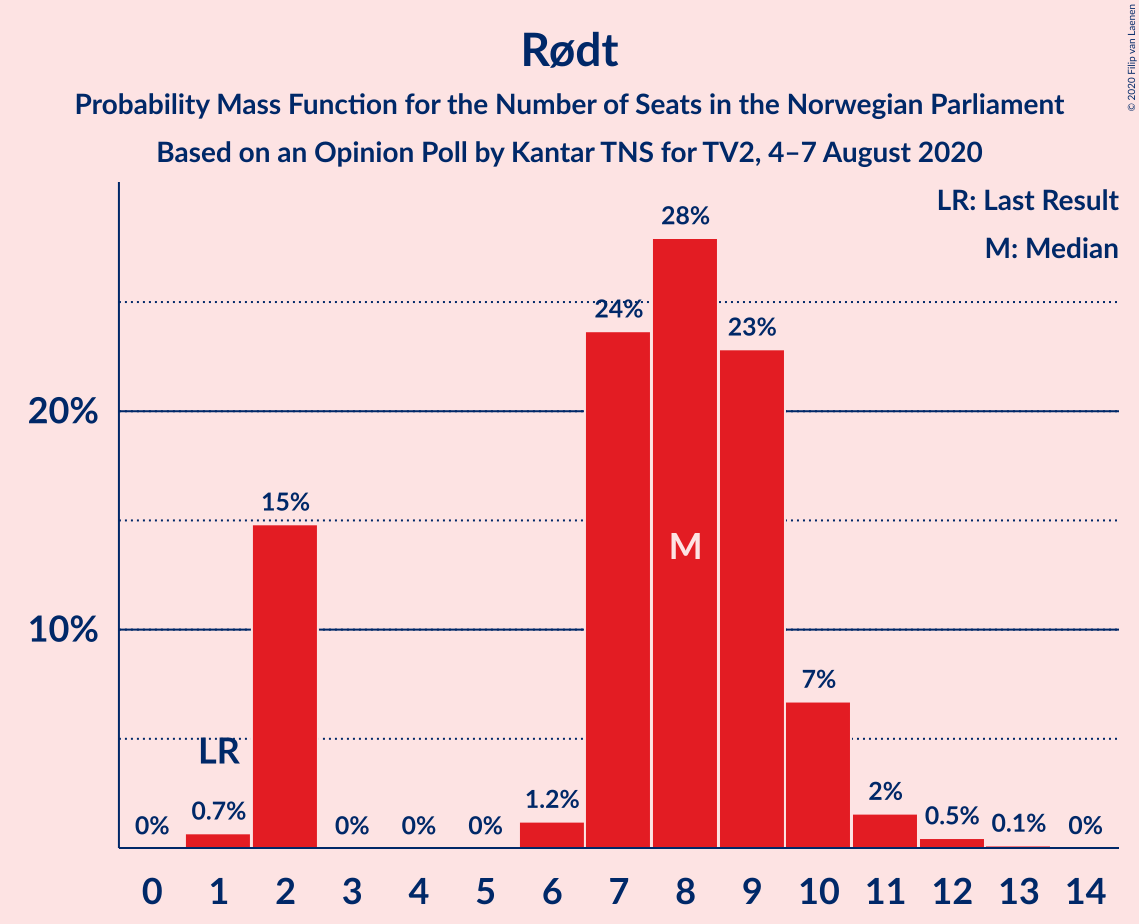 Rødt
Probability Mass Function for the Number of Seats in the Norwegian Parliament
Based on an Opinion Poll by Kantar TNS for TV2, 4–7 August 2020
© 2020 Filip van Laenen
LR: Last Result
M: Median
28%
24%
23%
20%
15%
M
10%
7%
LR
2%
1.2%
0.7%
0.5%
0.1%
0% 0% 0% 0% 0%
0 1 2 3 4 5 6 7 8 9 10 11 12 13 14